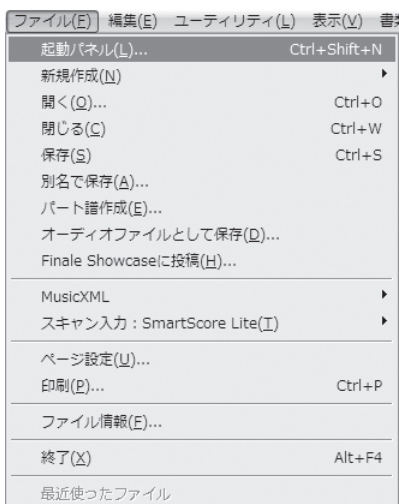 ファイル(F) 編集(E) ユーティリティ(L) 表示(V)
起動パネル(L)... Ctrl+Shift+N
新規作成(N)
開く(O)... Ctrl+O
閉じる(C) Ctrl+W
保存(S) Ctrl+S
別名で保存(A)...
パート譜作成(E)...
オーディオファイルとして保存(D)...
Finale Showcaseに投稿(H)...
MusicXML
スキャン入力：SmartScore Lite(T)
ページ設定(U)...
印刷(P)... Ctrl+P
ファイル情報(F)...
終了(X) Alt+F4
最近使ったファイル